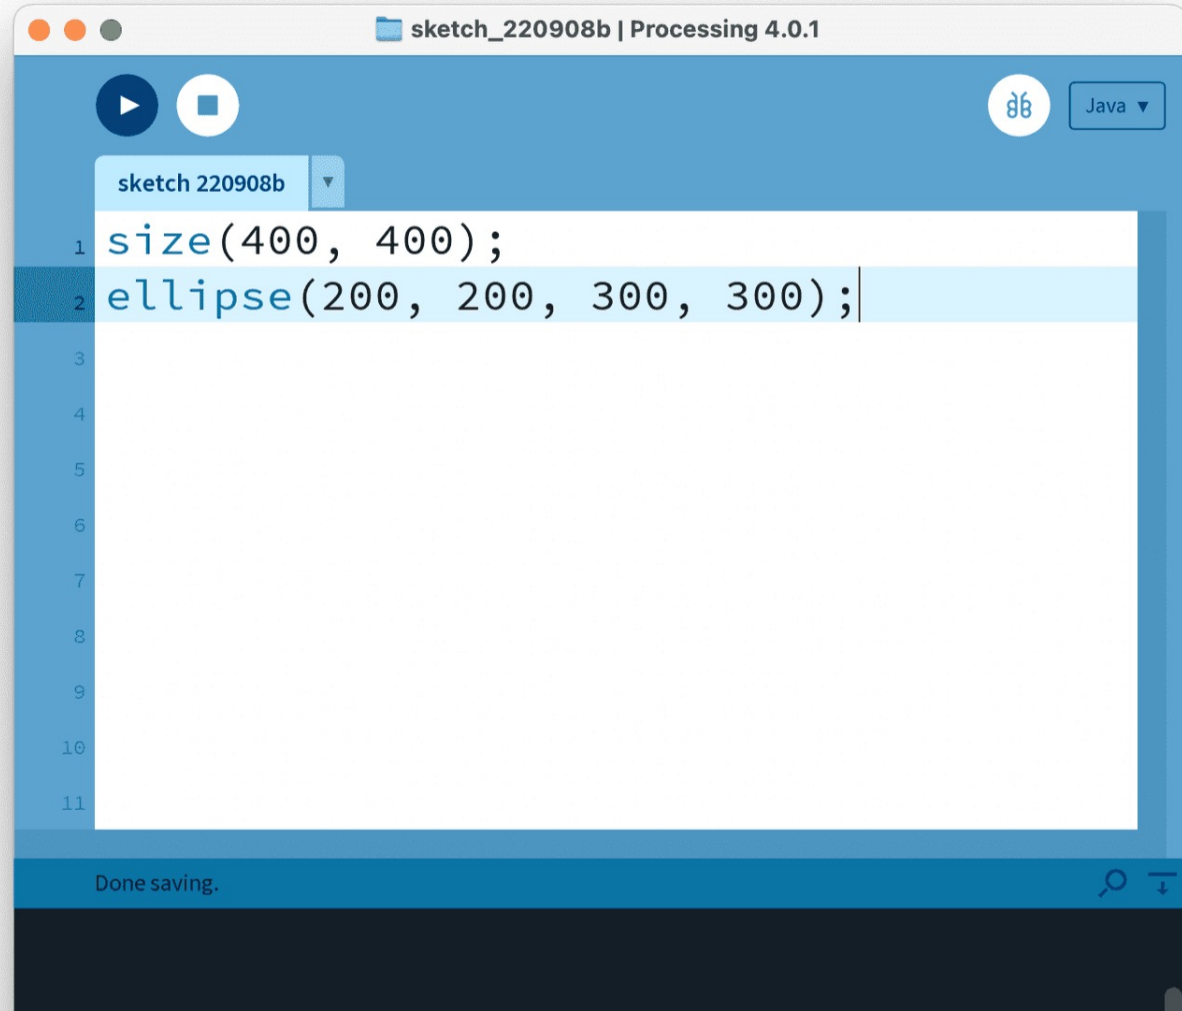 sketch_220908b | Processing 4.0.1
Java ▼
sketch 220908b ▼
1 size(400, 400);
2 ellipse(200, 200, 300, 300);
3
4
5
6
7
8
9
10
11
Done saving.